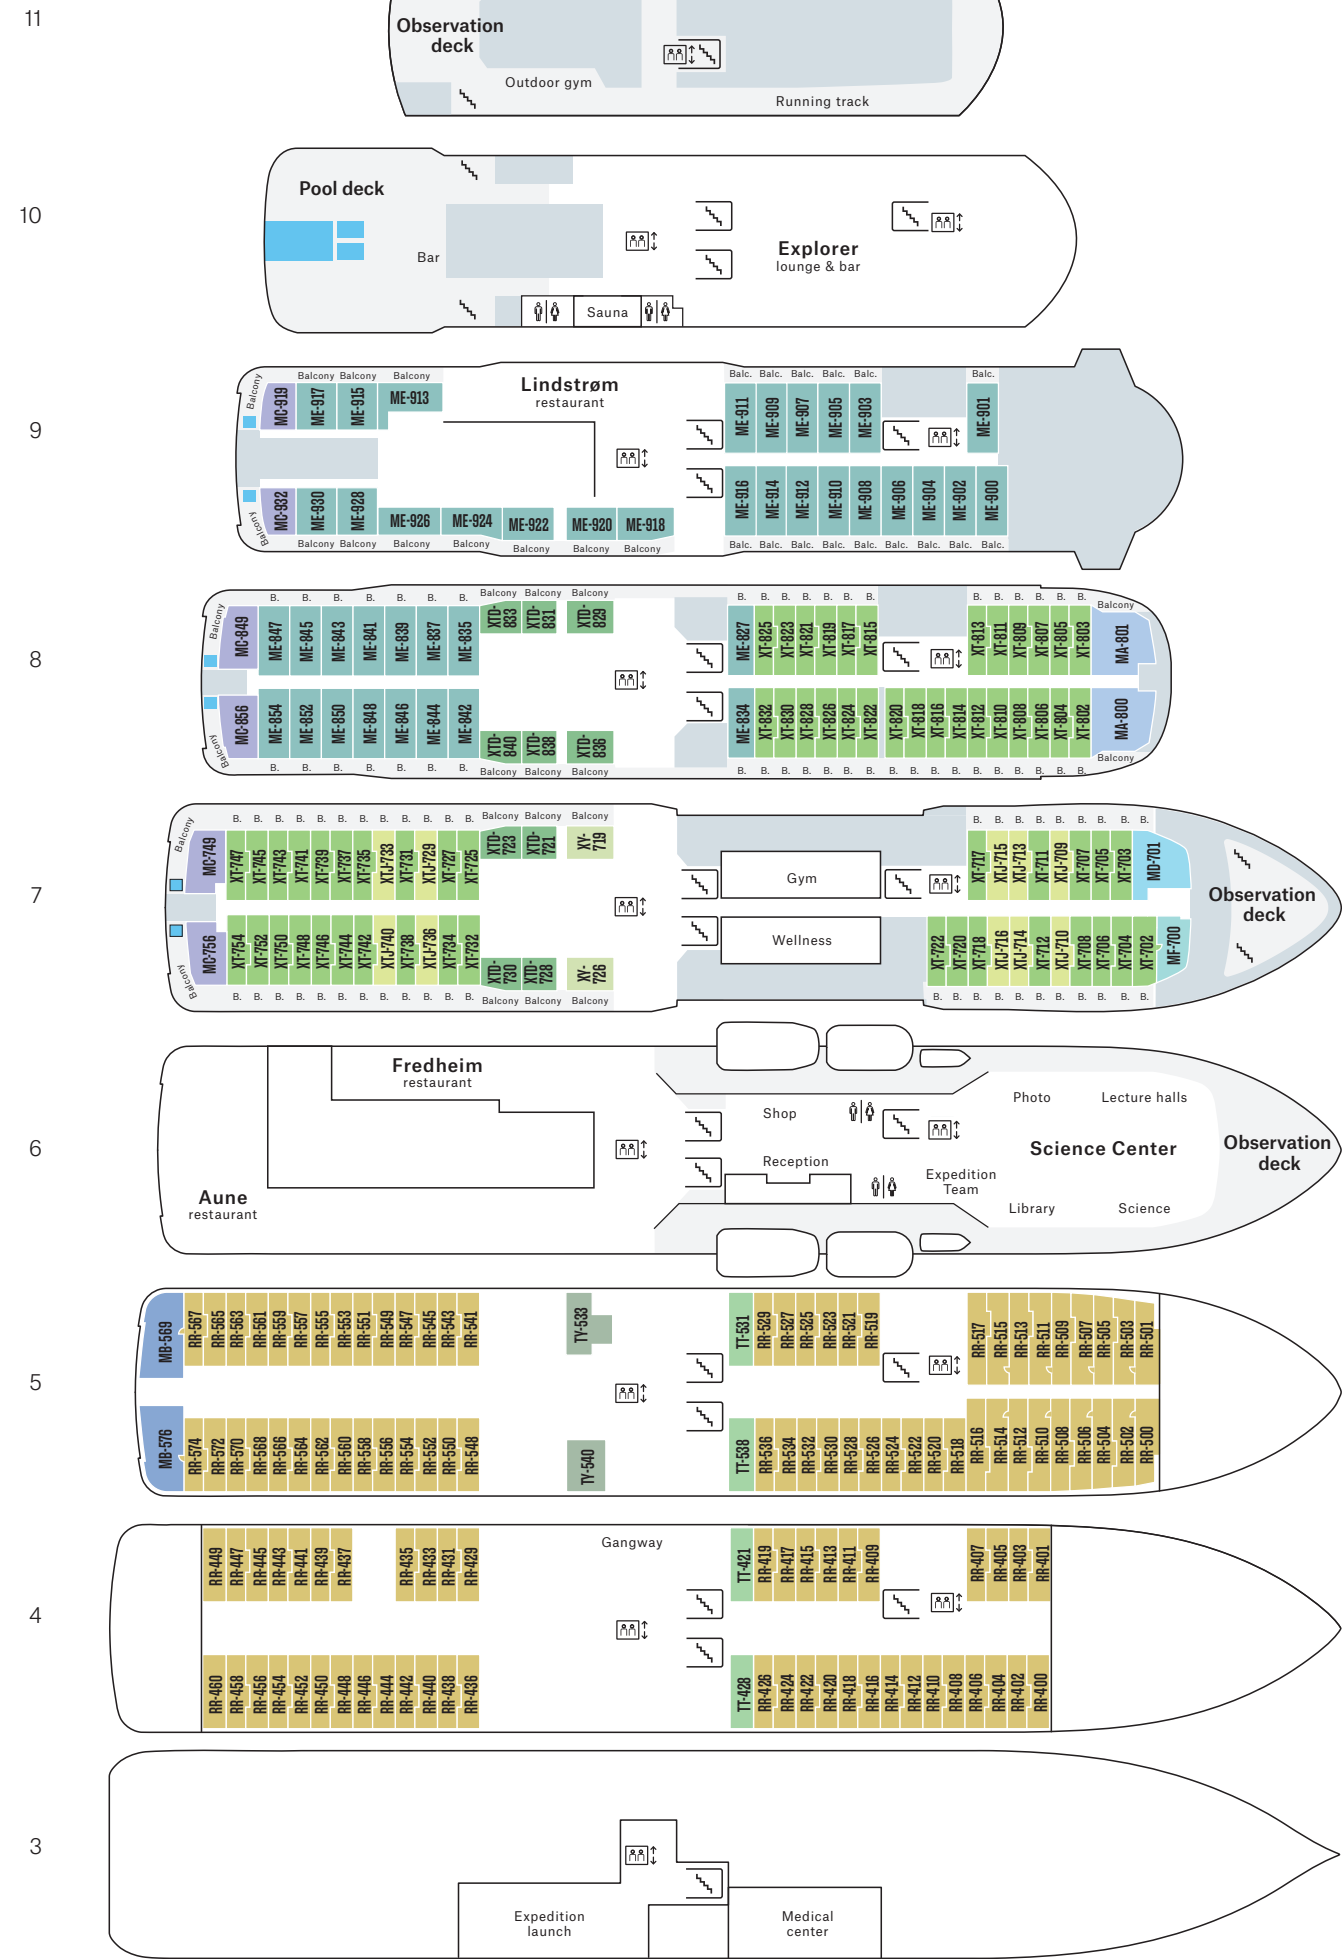 11
Observation
deck
Outdoor gym
Running track
10
Pool deck
Bar
Sauna
Explorer
lounge & bar
9
Balcony
Balcony Balcony Balcony
MC-919 ME-917 ME-915 ME-913
Lindstrøm
restaurant
Balc. Balc. Balc. Balc. Balc. Balc.
ME-911 ME-909 ME-907 ME-905 ME-903 ME-901
MC-932 ME-930 ME-928 ME-926 ME-924 ME-922 ME-920 ME-918
ME-916 ME-914 ME-912 ME-910 ME-908 ME-906 ME-904 ME-902 ME-900
Balcony
Balcony Balcony Balcony Balcony Balcony Balcony Balcony
Balc. Balc. Balc. Balc. Balc. Balc. Balc. Balc. Balc.
8
Balcony
B. B. B. B. B. B. B. Balcony Balcony Balcony
B. B. B. B. B. B. B. B. B. B. B. B. B. Balcony
MC-849 ME-847 ME-845 ME-843 ME-841 ME-839 ME-837 ME-835 XTD-833 XTD-831 XTD-829
ME-827 XT-825 XT-823 XT-821 XT-819 XT-817 XT-815 XT-813 XT-811 XT-809 XT-807 XT-805 XT-803 MA-801
MC-856 ME-854 ME-852 ME-850 ME-848 ME-846 ME-844 ME-842 XTD-840 XTD-838 XTD-836
ME-834 XT-832 XT-830 XT-828 XT-826 XT-824 XT-822 XT-820 XT-818 XT-816 XT-814 XT-812 XT-810 XT-808 XT-806 XT-804 XT-802 MA-800
Balcony
B. B. B. B. B. B. B. Balcony Balcony Balcony
B. B. B. B. B. B. B. B. B. B. B. B. B. B. B. B. B. Balcony
7
Balcony
B. B. B. B. B. B. B. B. B. B. B. B. Balcony Balcony Balcony
B. B. B. B. B. B. B. B. B.
MC-749 XT-747 XT-745 XT-743 XT-741 XT-739 XT-737 XT-735 XTJ-733 XT-731 XTJ-729 XT-727 XT-725 XTD-723 XTD-721 XY-719
XT-717 XTJ-715 XTJ-713 XT-711 XTJ-709 XT-707 XT-705 XT-703 MD-701
Gym
Wellness
Observation
deck
MC-756 XT-754 XT-752 XT-750 XT-748 XT-746 XT-744 XT-742 XTJ-740 XT-738 XTJ-736 XT-734 XT-732 XTD-730 XTD-728 XY-726
XT-722 XT-720 XT-718 XTJ-716 XTJ-714 XT-712 XTJ-710 XT-708 XT-706 XT-704 XT-702 MF-700
Balcony
B. B. B. B. B. B. B. B. B. B. B. B. Balcony Balcony Balcony
B. B. B. B. B. B. B. B. B. B. B.
6
Fredheim
restaurant
Aune
restaurant
Shop
Reception
Expedition
Team
Photo
Lecture halls
Science Center
Library
Science
Observation
deck
5
MB-569 RR-567 RR-565 RR-563 RR-561 RR-559 RR-557 RR-555 RR-553 RR-551 RR-549 RR-547 RR-545 RR-543 RR-541 TY-533
TT-531 RR-529 RR-527 RR-525 RR-523 RR-521 RR-519 RR-517 RR-515 RR-513 RR-511 RR-509 RR-507 RR-505 RR-503 RR-501
MB-576 RR-574 RR-572 RR-570 RR-568 RR-566 RR-564 RR-562 RR-560 RR-558 RR-556 RR-554 RR-552 RR-550 RR-548 TY-540
TT-538 RR-536 RR-534 RR-532 RR-530 RR-528 RR-526 RR-524 RR-522 RR-520 RR-518 RR-516 RR-514 RR-512 RR-510 RR-508 RR-506 RR-504 RR-502 RR-500
4
RR-449 RR-447 RR-445 RR-443 RR-441 RR-439 RR-437 RR-435 RR-433 RR-431 RR-429
Gangway
TT-421 RR-419 RR-417 RR-415 RR-413 RR-411 RR-409 RR-407 RR-405 RR-403 RR-401
RR-460 RR-458 RR-456 RR-454 RR-452 RR-450 RR-448 RR-446 RR-444 RR-442 RR-440 RR-438 RR-436
TT-428 RR-426 RR-424 RR-422 RR-420 RR-418 RR-416 RR-414 RR-412 RR-410 RR-408 RR-406 RR-404 RR-402 RR-400
3
Expedition
launch
Medical
center